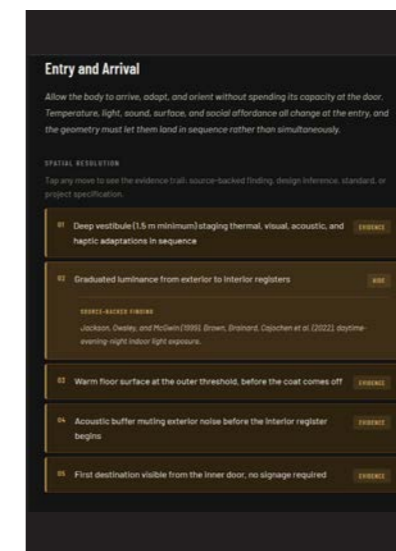 Entry and Arrival
Allow the body to arrive, adapt, and orient without spending its capacity at the door.
Temperature, light, sound, surface, and social affordance all change at the entry, and
the geometry must let them land in sequence rather than simultaneously.
SPATIAL RESOLUTION
Tap any move to see the evidence trail: source-backed finding, design inference, standard, or
project specification.
01 Deep vestibule (1.5 m minimum) staging thermal, visual, acoustic, and EVIDENCE
haptic adaptations in sequence
02 Graduated luminance from exterior to interior registers HIDE
SOURCE-BACKED FINDING
Jackson, Owsley, and McGwin (1999). Brown, Brainard, Cajochen et al. (2022), daytime-
evening-night indoor light exposure.
03 Warm floor surface at the outer threshold, before the coat comes off EVIDENCE
04 Acoustic buffer muting exterior noise before the interior register EVIDENCE
begins
05 First destination visible from the inner door, no signage required EVIDENCE